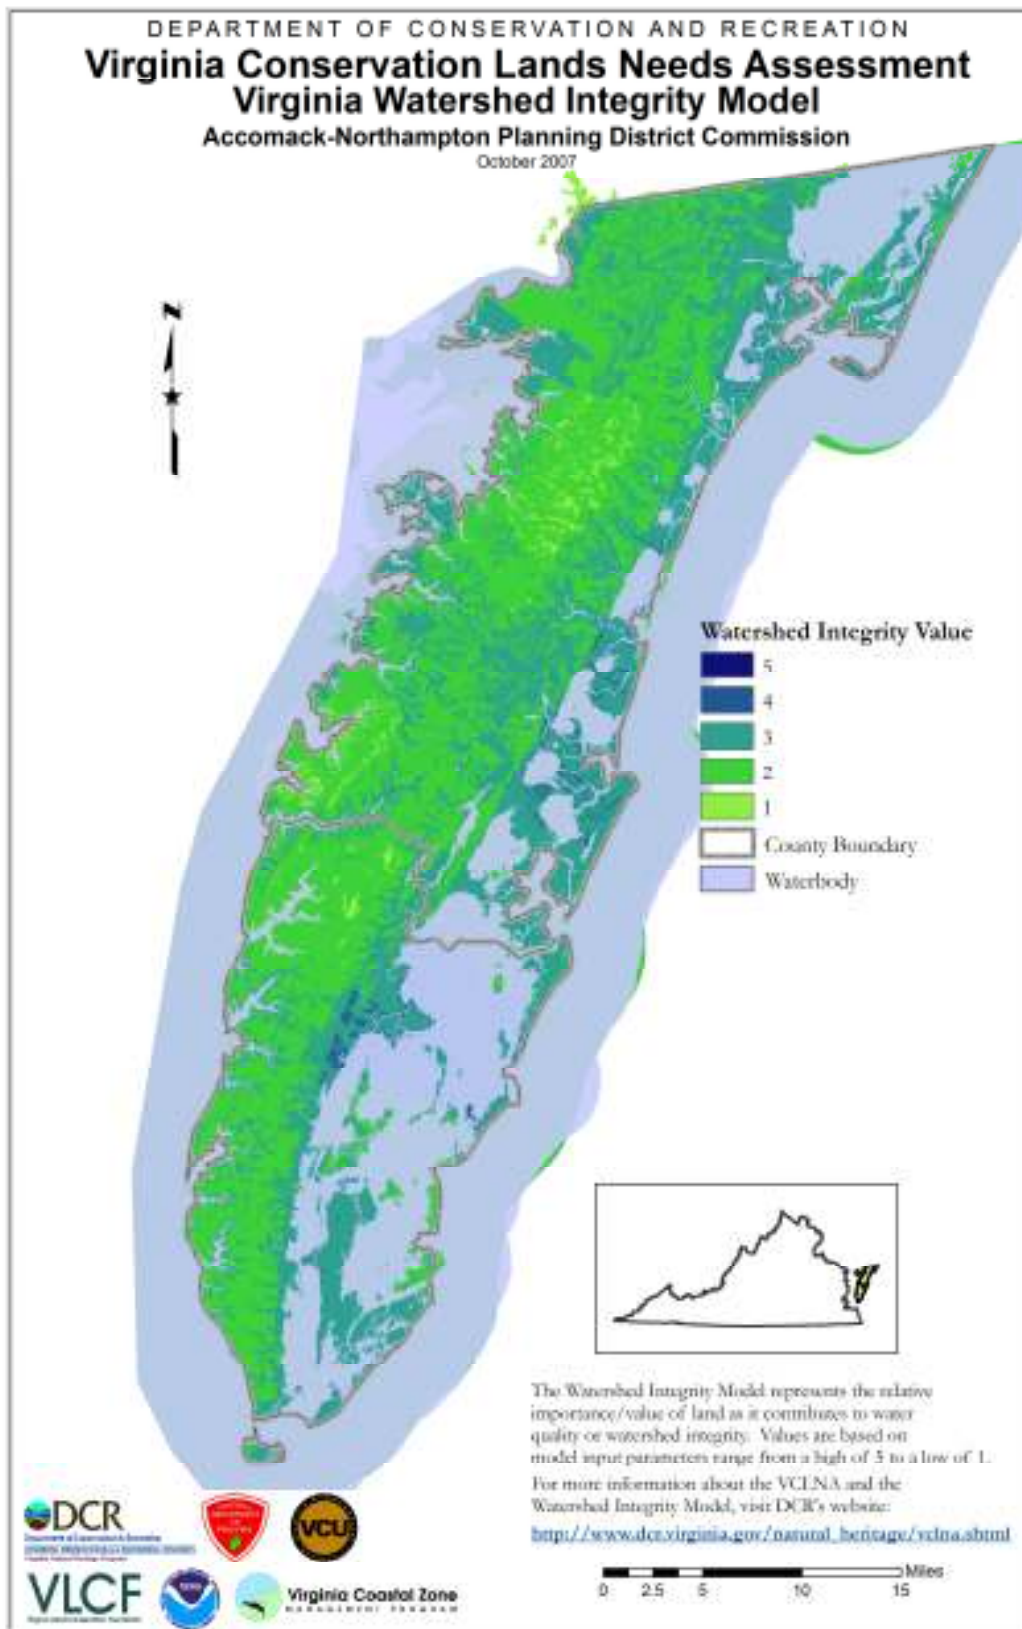 DEPARTMENT OF CONSERVATION AND RECREATION
Virginia Conservation Lands Needs Assessment
Virginia Watershed Integrity Model
Accomack-Northampton Planning District Commission
October 2007
N
Watershed Integrity Value
5
4
3
2
1
County Boundary
Waterbody
The Watershed Integrity Model represents the relative
importance/value of land as it contributes to water
quality or watershed integrity. Values are based on
model input parameters range from a high of 5 to a low of 1.
For more information about the VCLNA and the
Watershed Integrity Model, visit DCR's website:
http://www.dcr.virginia.gov/natural_heritage/vclna.shtml
Miles
0 2.5 5 10 15
DCR
VCU
VLCF
Virginia Coastal Zone
MANAGEMENT PROGRAM